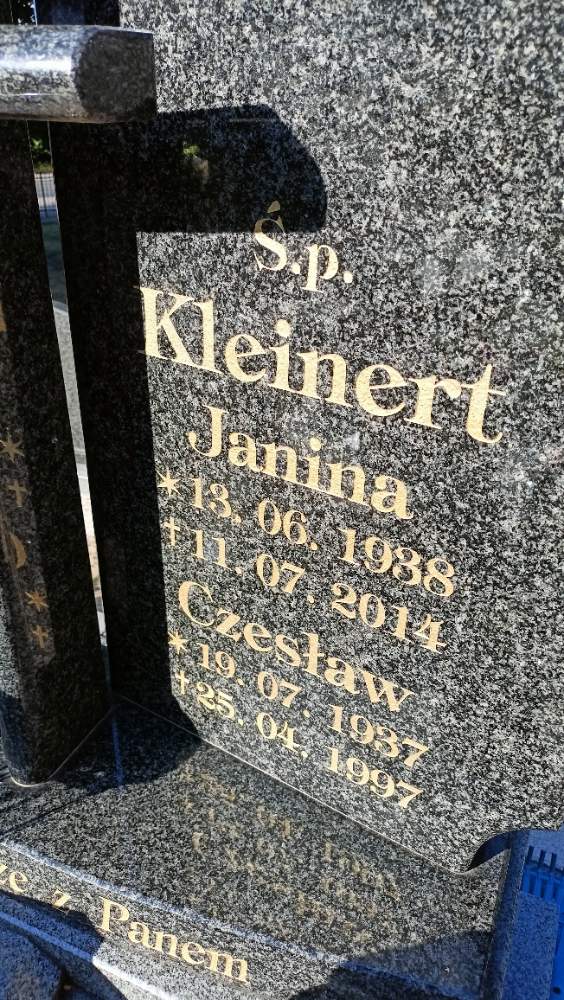 Ś.p.
Kleinert
Janina
* 13. 06. 1938
† 11. 07. 2014
Czesław
* 19. 07. 1937
† 25. 04. 1997
z Panem